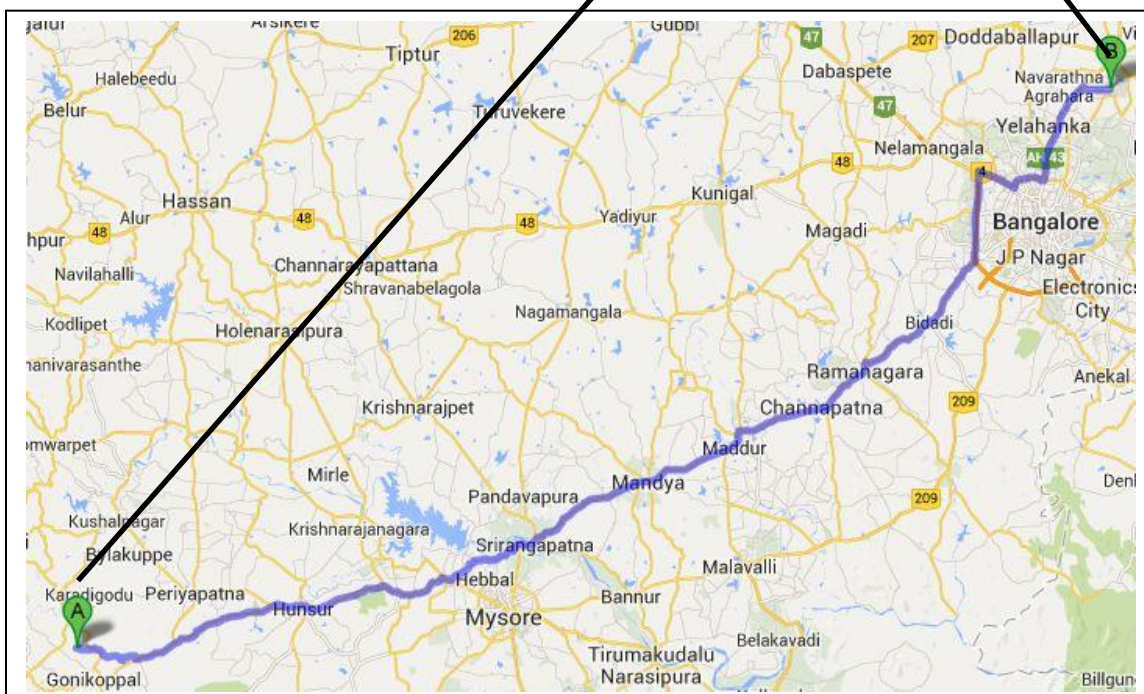 Arsikere
206
Gubbi
47
207
Doddaballapur
Tiptur
B
Halebeedu
Dabaspete
Navarathna
Agrahara
Belur
Turuvekere
47
Yelahanka
Nelamangala
AH 43
48
4
Hassan
Kunigal
Alur
48
48
Yadiyur
Bangalore
48
Magadi
Channarayapattana
J P Nagar
Navilahalli
Shravanabelagola
Electronics
City
Nagamangala
Kodlipet
Holenarasipura
Bidadi
Ramanagara
Anekal
Krishnarajpet
Channapatna
209
Maddur
Mirle
Mandya
Pandavapura
209
Kushalnagar
Krishnarajanagara
Bylakuppe
Srirangapatna
Malavalli
Karadigodu
Periyapatna
Hebbal
Bannur
A
Hunsur
Mysore
Belakavadi
Tirumakudalu
Narasipura
Gonikoppal